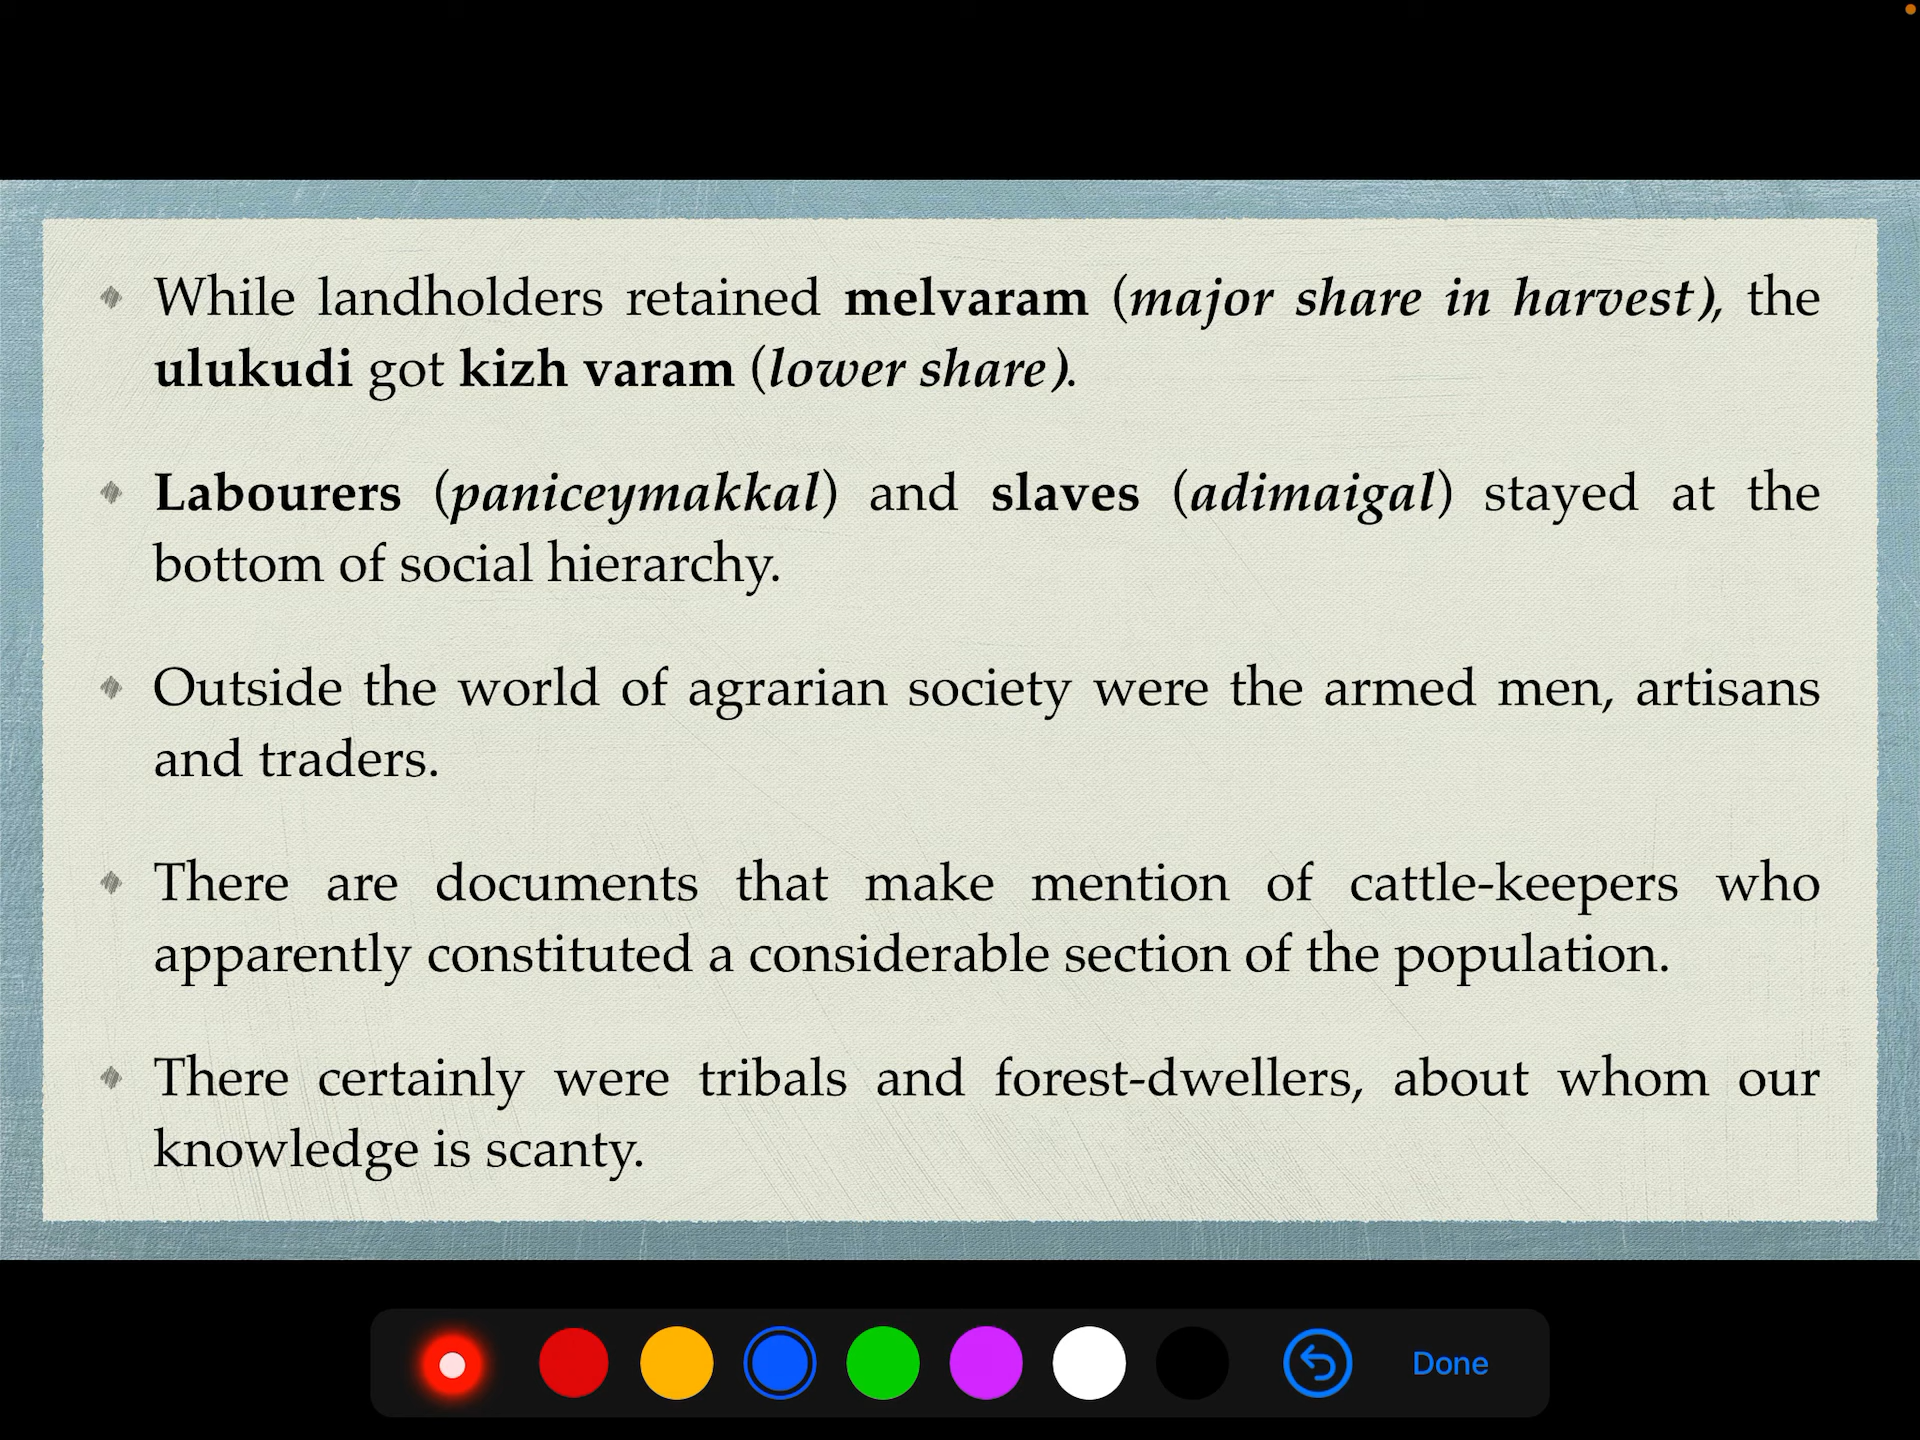 While landholders retained melvaram (major share in harvest), the
ulukudi got kizh varam (lower share).
Labourers (paniceymakkal) and slaves (adimaigal) stayed at the
bottom of social hierarchy.
Outside the world of agrarian society were the armed men, artisans
and traders.
There are documents that make mention of cattle-keepers who
apparently constituted a considerable section of the population.
There certainly were tribals and forest-dwellers, about whom our
knowledge is scanty.
Done